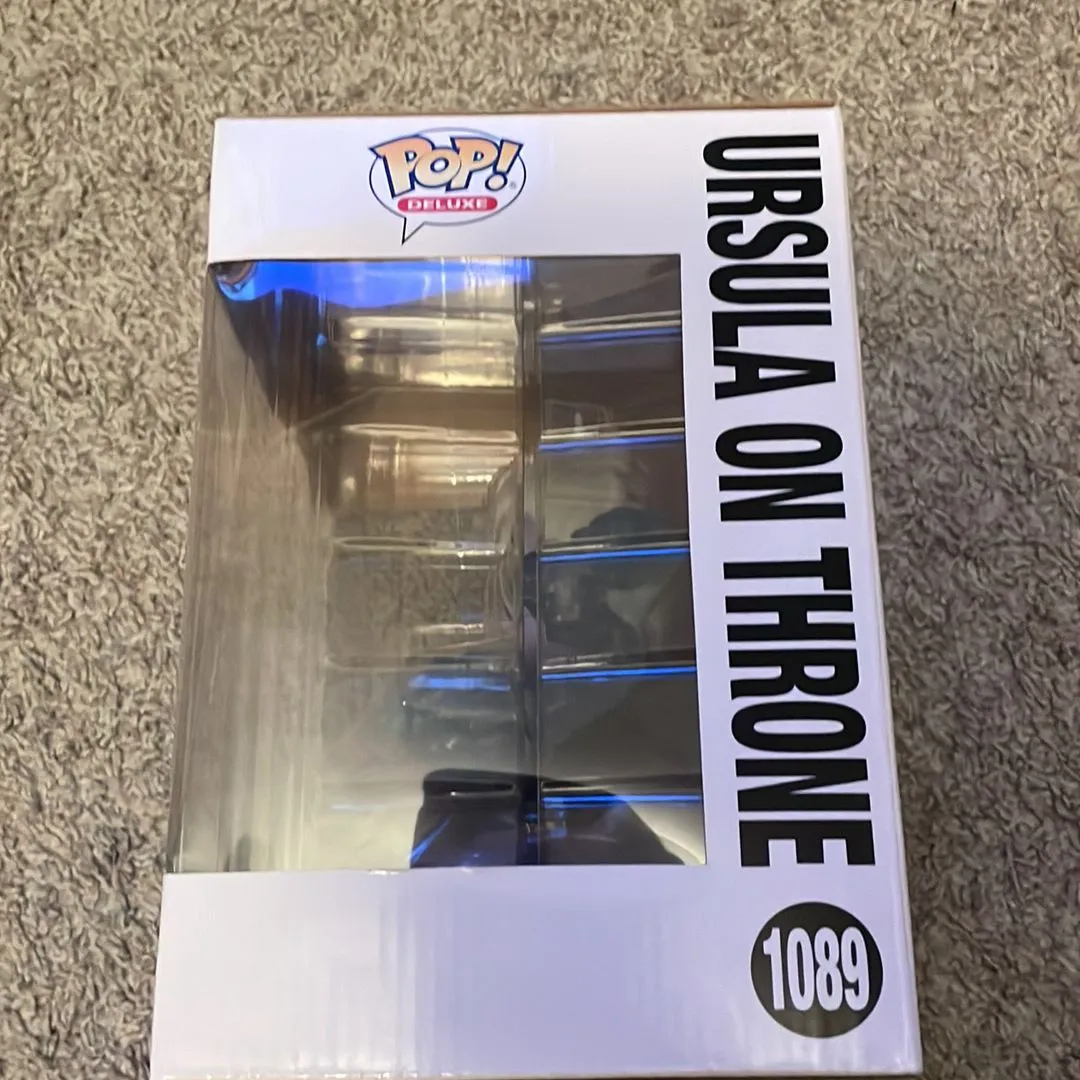 POP!
DELUXE
URSULA ON THRONE
1089